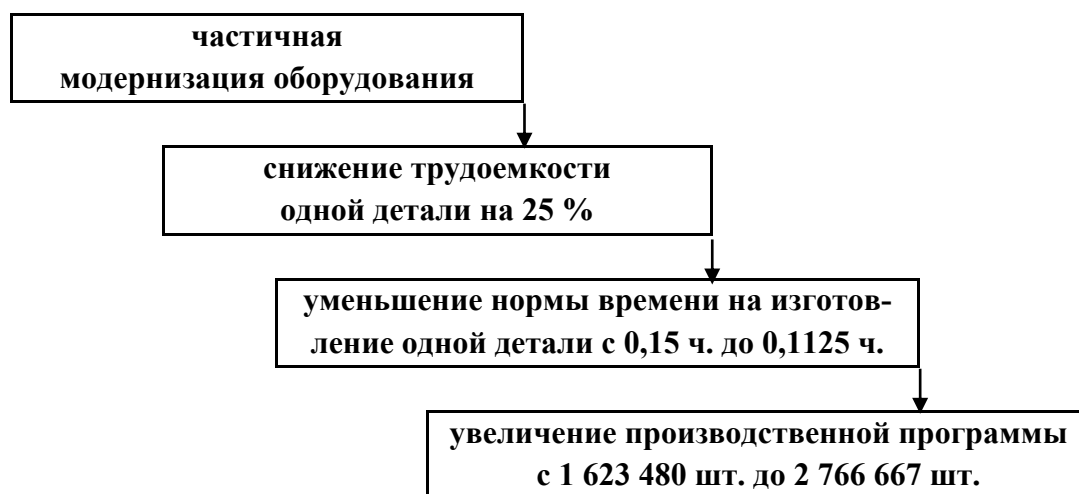 частичная
модернизация оборудования
снижение трудоемкости
одной детали на 25 %
уменьшение нормы времени на изготов-
ление одной детали с 0,15 ч. до 0,1125 ч.
увеличение производственной программы
с 1 623 480 шт. до 2 766 667 шт.